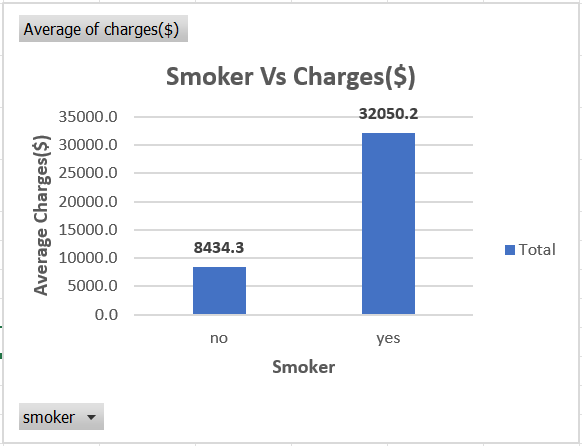 Average of charges($)
Smoker Vs Charges($)
35000.0
30000.0
25000.0
20000.0
15000.0
10000.0
5000.0
0.0
Average Charges($)
8434.3
32050.2
no
yes
Smoker
Total
smoker